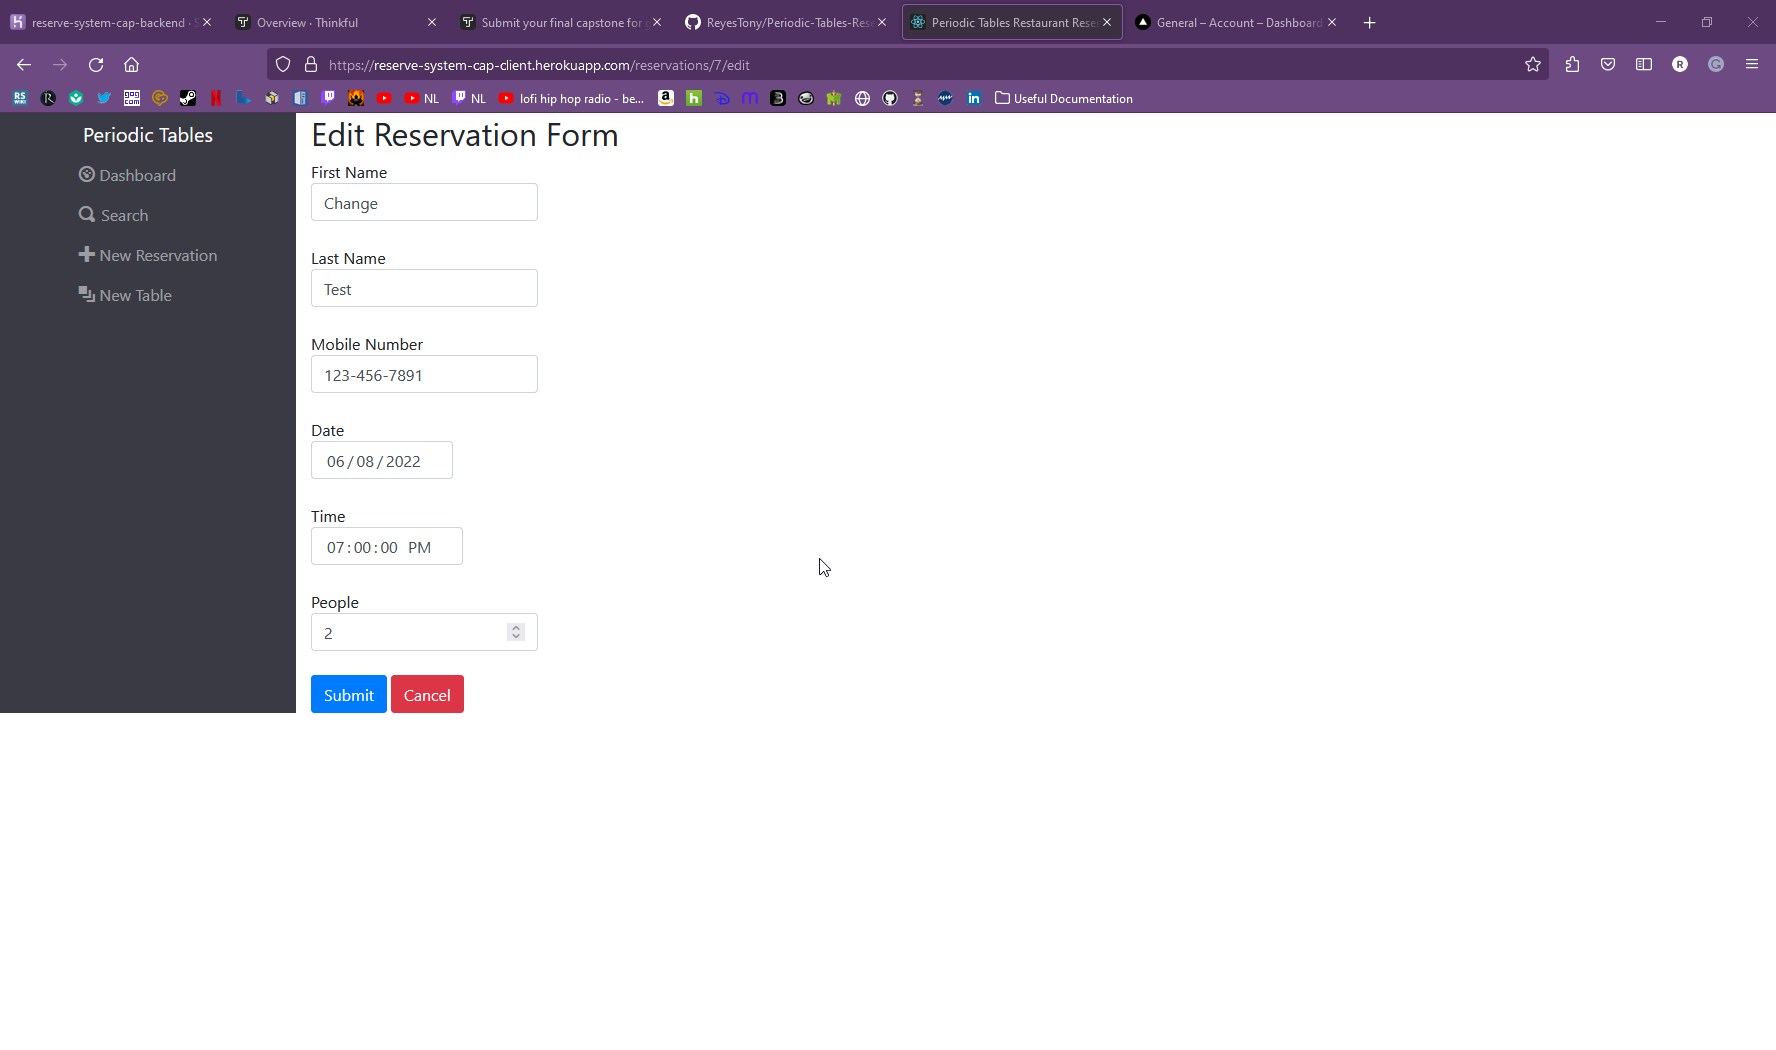 reserve-system-cap-backend · S
Overview · Thinkful
Submit your final capstone for g
ReyesTony/Periodic-Tables-Rese
Periodic Tables Restaurant Reser
General – Account – Dashboard
https://reserve-system-cap-client.herokuapp.com/reservations/7/edit
NL
NL
lofi hip hop radio - be...
Useful Documentation
Periodic Tables
Dashboard
Search
New Reservation
New Table
Edit Reservation Form
First Name
Change
Last Name
Test
Mobile Number
123-456-7891
Date
06/08/2022
Time
07:00:00 PM
People
2
Submit
Cancel